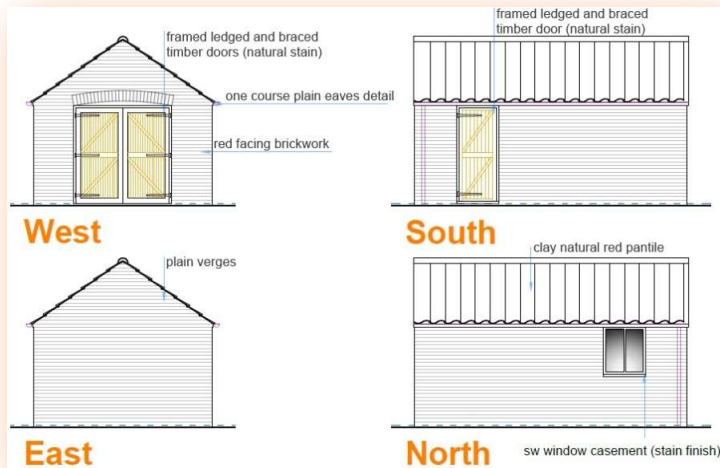 framed ledged and braced
timber doors (natural stain)
one course plain eaves detail
red facing brickwork
West
framed ledged and braced
timber door (natural stain)
South
plain verges
East
clay natural red pantile
sw window casement (stain finish)
North